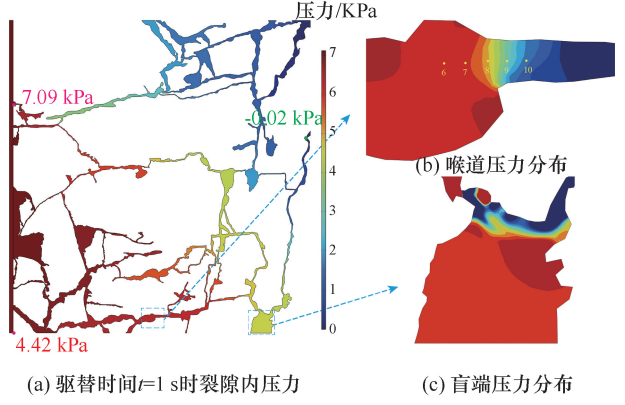 压力/KPa
7
6
5
4
3
2
1
0
7.09 kPa
-0.02 kPa
4.42 kPa
(a) 驱替时间t=1 s时裂隙内压力
6 7 8 9 10
(b) 喉道压力分布
(c) 盲端压力分布